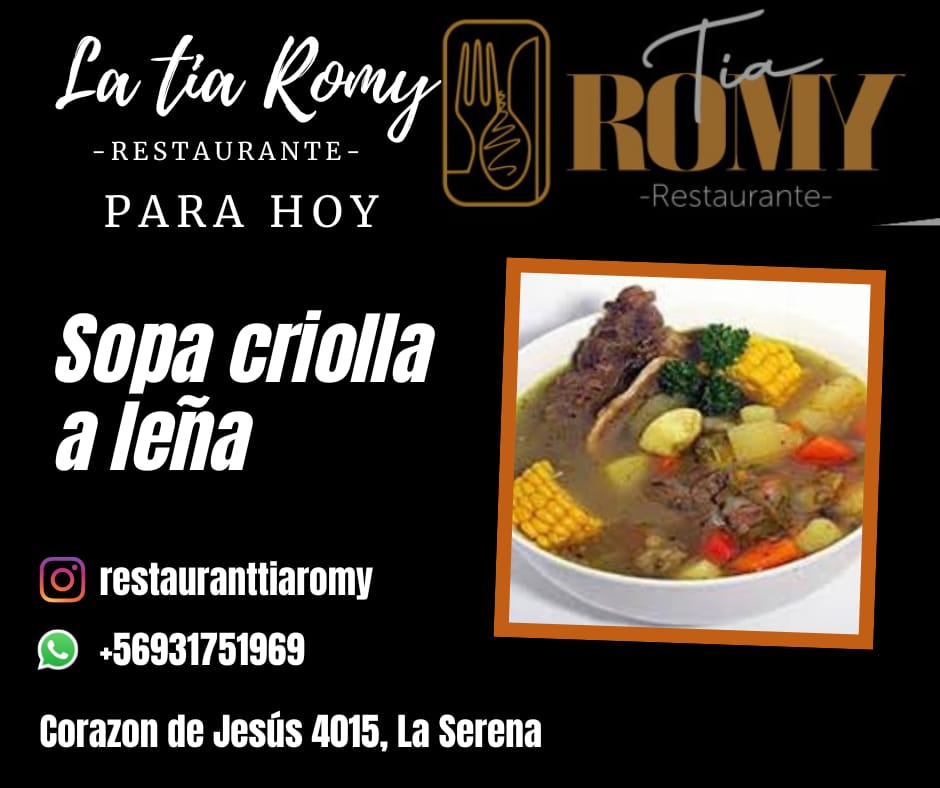 La tia Romy
-RESTAURANTE-
PARA HOY
Tia
ROMY
-Restaurante-
Sopa criolla
a leña
restauranttiaromy
+56931751969
Corazon de Jesús 4015, La Serena